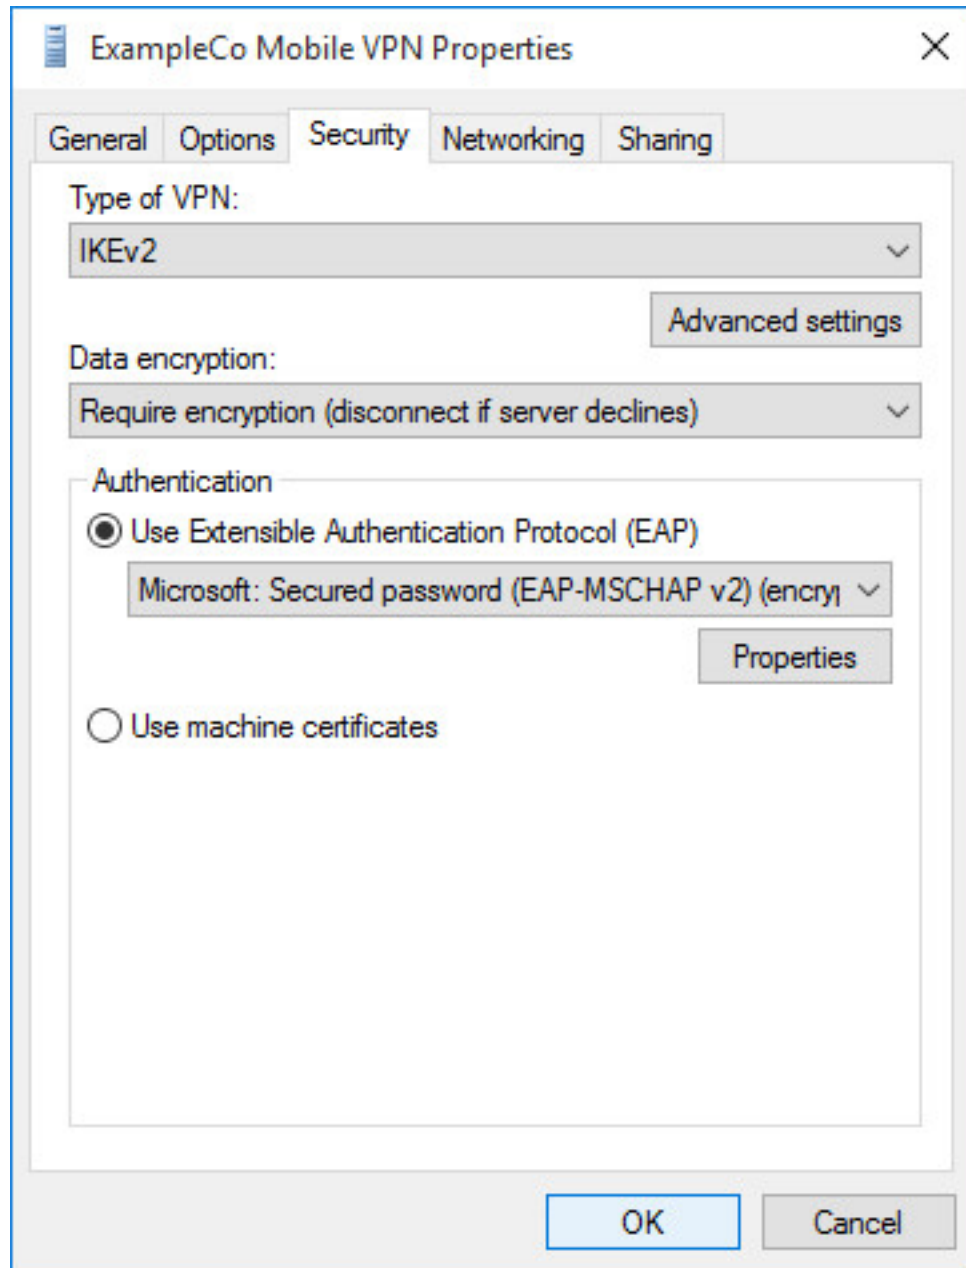 ExampleCo Mobile VPN Properties
General Options Security Networking Sharing
Type of VPN:
IKEv2
Advanced settings
Data encryption:
Require encryption (disconnect if server declines)
Authentication
Use Extensible Authentication Protocol (EAP)
Microsoft: Secured password (EAP-MSCHAP v2) (encry
Properties
Use machine certificates
OK Cancel